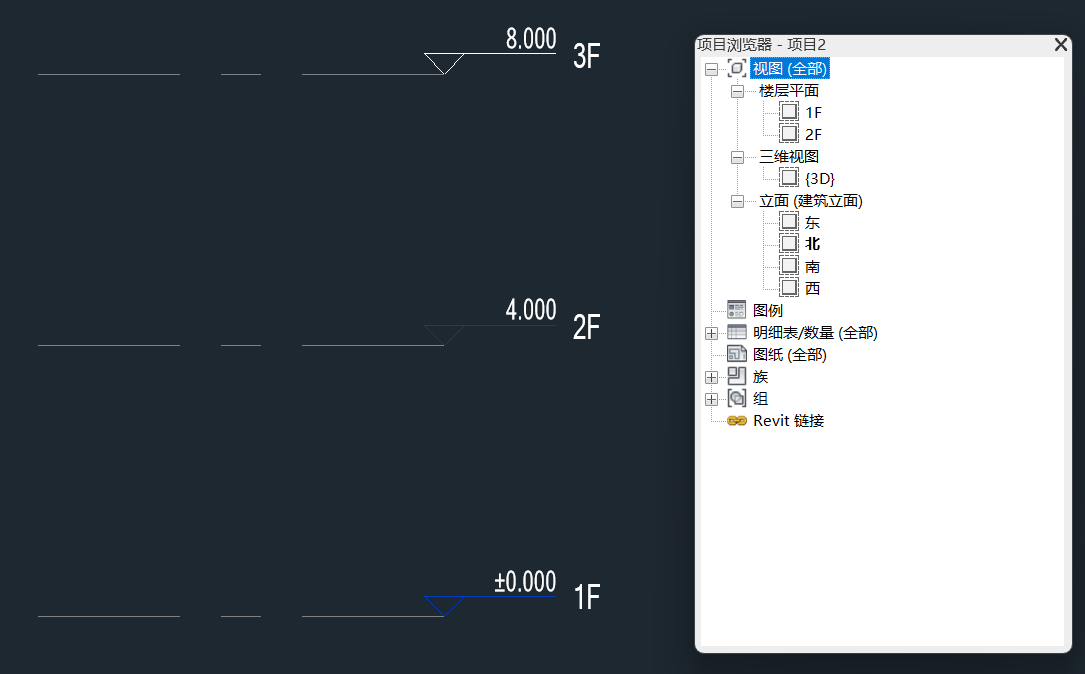 8.000
3F
4.000
2F
±0.000
1F
项目浏览器 - 项目2
视图 (全部)
楼层平面
1F
2F
三维视图
{3D}
立面 (建筑立面)
东
北
南
西
图例
明细表/数量 (全部)
图纸 (全部)
族
组
Revit 链接